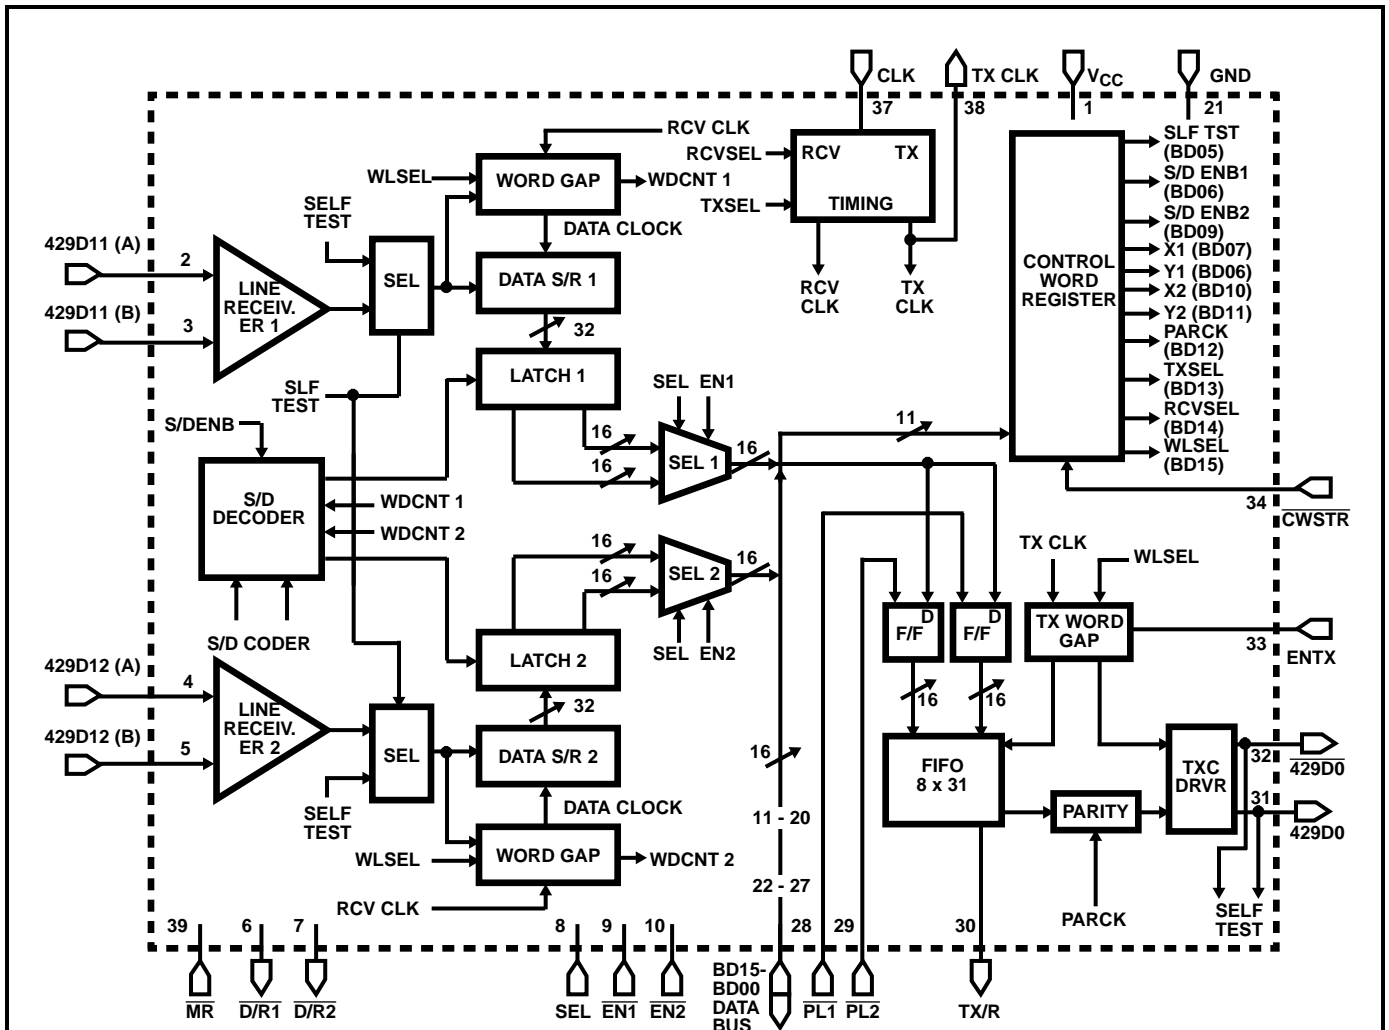 CLK
TX CLK
VCC
GND
37
38
1
21
RCV CLK
RCVSEL
TXSEL
RCV TX
TIMING
RCV
CLK
TX
CLK
WLSEL
WORD GAP
WDCNT 1
DATA CLOCK
SELF
TEST
429D11 (A)
2
429D11 (B)
3
LINE
RECEIV.
ER 1
SEL
DATA S/R 1
32
LATCH 1
SLF
TEST
S/DENB
S/D
DECODER
WDCNT 1
WDCNT 2
S/D CODER
16
16
SEL EN1
SEL 1
16
16
16
SEL 2
16
SEL EN2
11
CONTROL
WORD
REGISTER
SLF TST
(BD05)
S/D ENB1
(BD06)
S/D ENB2
(BD09)
X1 (BD07)
Y1 (BD06)
X2 (BD10)
Y2 (BD11)
PARCK
(BD12)
TXSEL
(BD13)
RCVSEL
(BD14)
WLSEL
(BD15)
34
CWSTR
TX CLK
WLSEL
D
F/F
D
F/F
TX WORD
GAP
33
ENTX
16
16
429D12 (A)
4
429D12 (B)
5
LINE
RECEIV.
ER 2
SEL
SELF
TEST
LATCH 2
32
DATA S/R 2
DATA CLOCK
WLSEL
WORD GAP
WDCNT 2
RCV CLK
16
11 - 20
22 - 27
FIFO
8 x 31
PARITY
PARCK
TXC
DRVR
32
429D0
31
429D0
SELF
TEST
39
6
7
8
9
10
28
29
30
MR
D/R1
D/R2
SEL
EN1
EN2
BD15-
BD00
DATA
BUS
PL1
PL2
TX/R